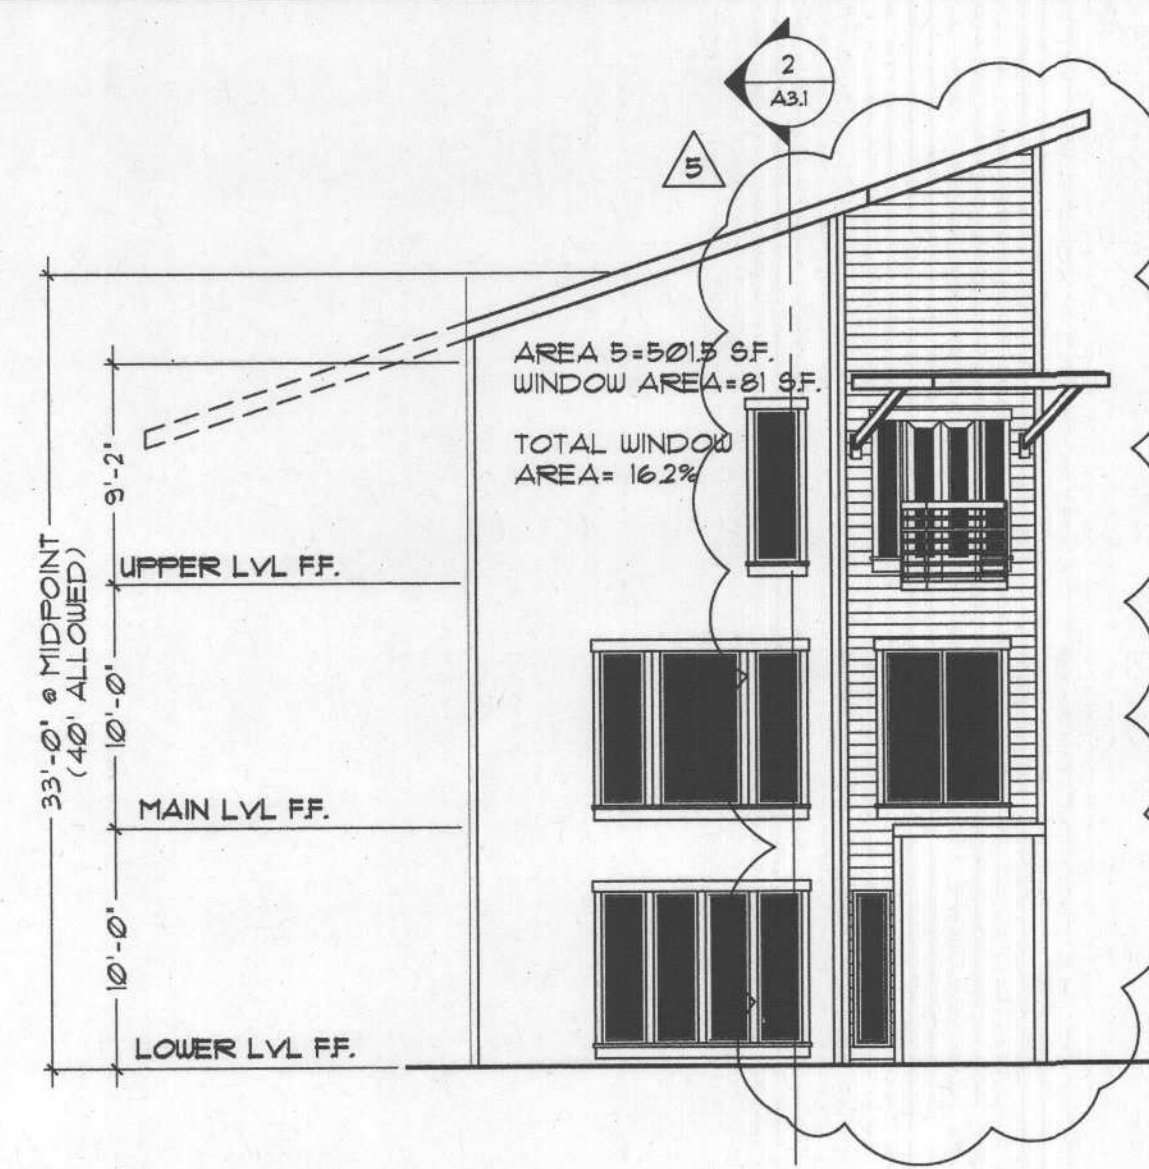 2
A3.1
5
AREA 5=501.5 S.F.
WINDOW AREA=81 S.F.
TOTAL WINDOW
AREA= 16.2%
33'-0" @ MIDPOINT
(40' ALLOWED)
9'-2"
UPPER LVL F.F.
10'-0"
MAIN LVL F.F.
10'-0"
LOWER LVL F.F.